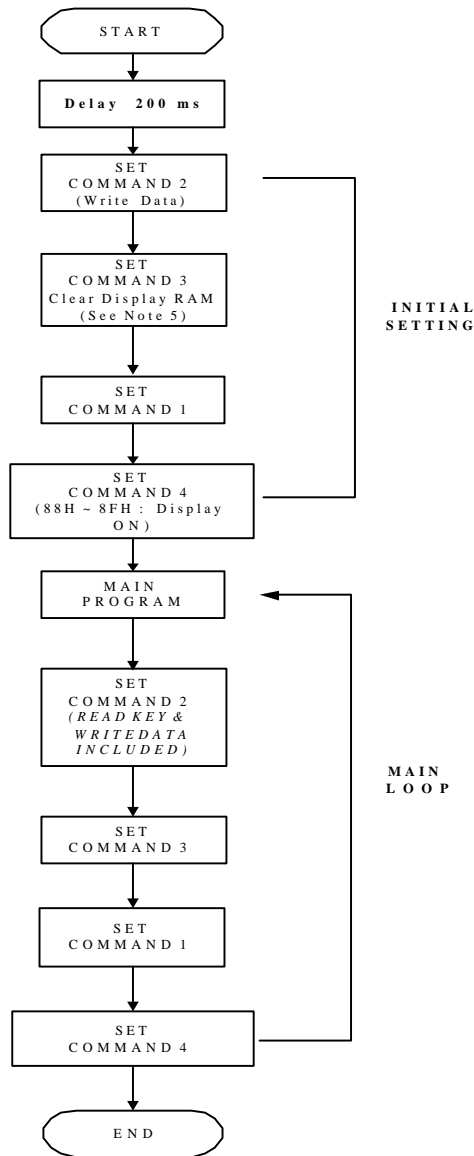 START
Delay 200 ms
SET
COMMAND 2
(Write Data)
SET
COMMAND 3
Clear Display RAM
(See Note 5)
INITIAL
SETTING
SET
COMMAND 1
SET
COMMAND 4
(88H ~ 8FH : Display
ON)
MAIN
PROGRAM
SET
COMMAND 2
(READ KEY &
WRITE DATA
INCLUDED)
MAIN
LOOP
SET
COMMAND 3
SET
COMMAND 1
SET
COMMAND 4
END